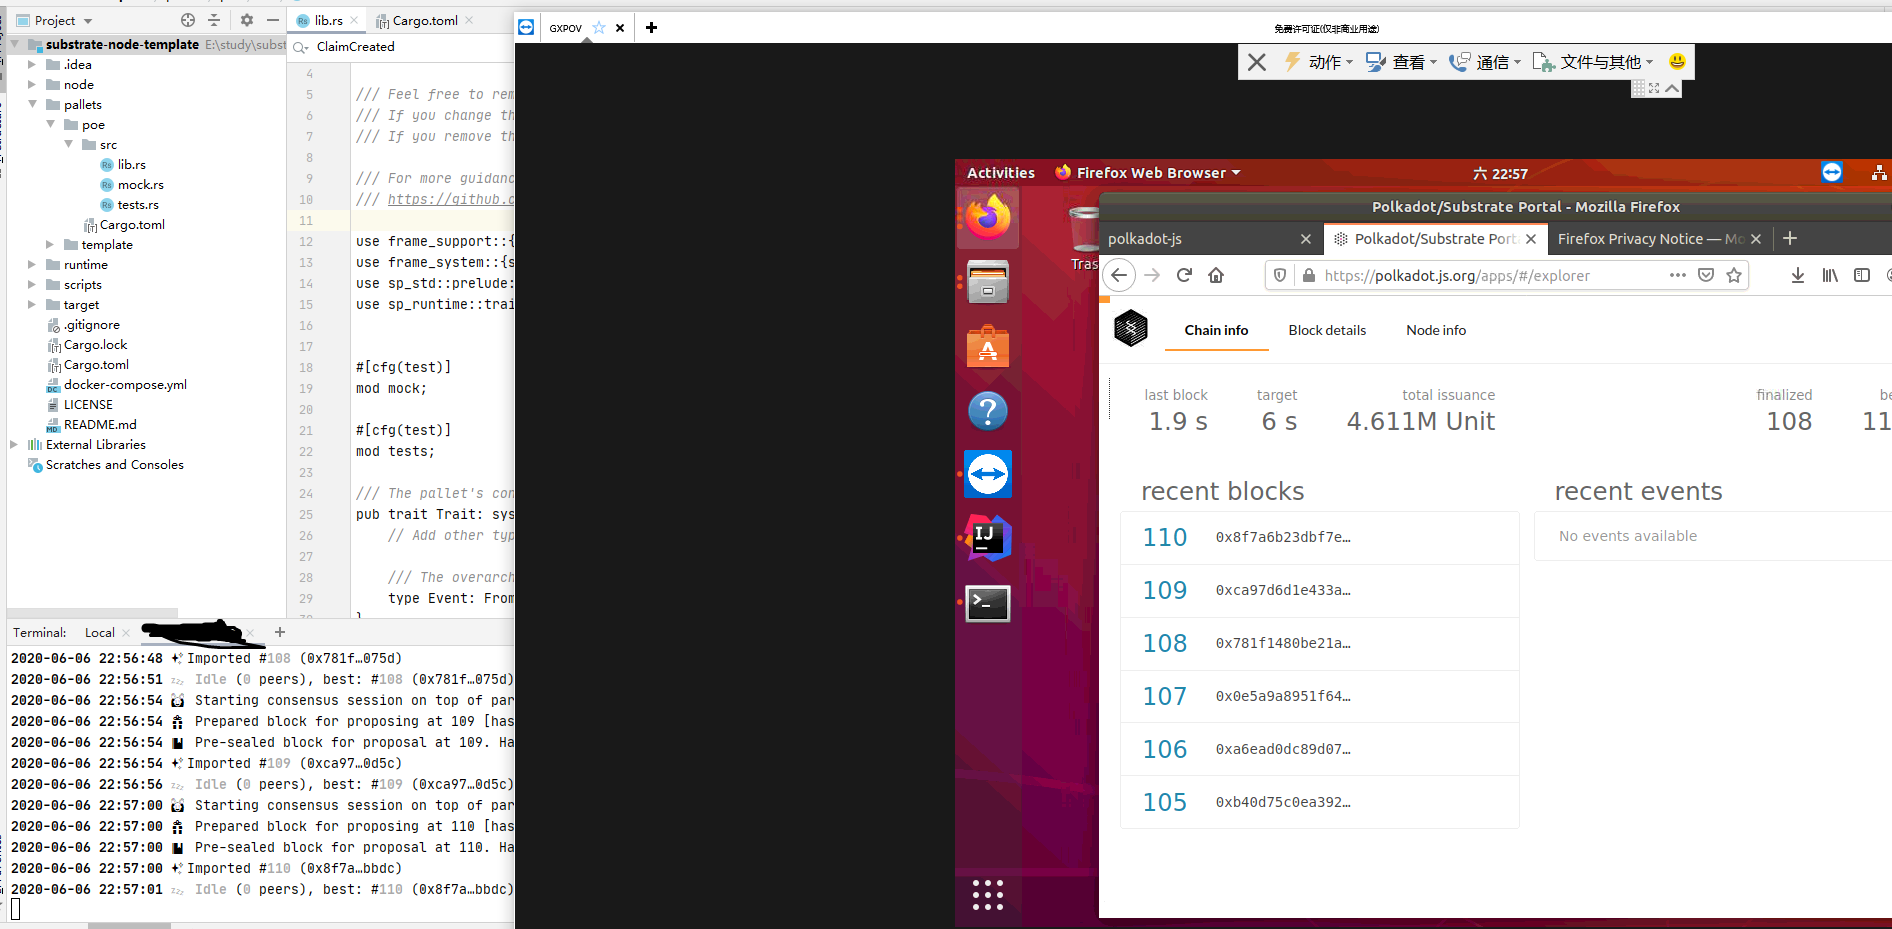 Project
lib.rs
Cargo.toml
substrate-node-template E:\study\subst
.idea
node
pallets
poe
src
lib.rs
mock.rs
tests.rs
Cargo.toml
template
runtime
scripts
target
.gitignore
Cargo.lock
Cargo.toml
docker-compose.yml
LICENSE
README.md
External Libraries
Scratches and Consoles
ClaimCreated
4
5 /// Feel free to rem
6 /// If you change th
7 /// If you remove th
8
9 /// For more guidanc
10 /// https://github.c
11
12 use frame_support::{
13 use frame_system::{s
14 use sp_std::prelude:
15 use sp_runtime::trai
16
17
18 #[cfg(test)]
19 mod mock;
20
21 #[cfg(test)]
22 mod tests;
23
24 /// The pallet's con
25 pub trait Trait: sys
26 // Add other typ
27
28 /// The overarch
29 type Event: From
Terminal: Local
2020-06-06 22:56:48 Imported #108 (0x781f…075d)
2020-06-06 22:56:51 Idle (0 peers), best: #108 (0x781f…075d)
2020-06-06 22:56:54 Starting consensus session on top of par
2020-06-06 22:56:54 Prepared block for proposing at 109 [has
2020-06-06 22:56:54 Pre-sealed block for proposal at 109. Ha
2020-06-06 22:56:54 Imported #109 (0xca97…0d5c)
2020-06-06 22:56:56 Idle (0 peers), best: #109 (0xca97…0d5c)
2020-06-06 22:57:00 Starting consensus session on top of par
2020-06-06 22:57:00 Prepared block for proposing at 110 [has
2020-06-06 22:57:00 Pre-sealed block for proposal at 110. Ha
2020-06-06 22:57:00 Imported #110 (0x8f7a…bbdc)
2020-06-06 22:57:01 Idle (0 peers), best: #110 (0x8f7a…bbdc)
GXPOV
免费许可证(仅非商业用途)
动作 查看 通信 文件与其他
Activities Firefox Web Browser 六 22:57
Tras
Polkadot/Substrate Portal - Mozilla Firefox
polkadot-js
Polkadot/Substrate Port
Firefox Privacy Notice — Mo
https://polkadot.js.org/apps/#/explorer
Chain info Block details Node info
last block target total issuance finalized be
1.9 s 6 s 4.611M Unit 108 11
recent blocks
110 0x8f7a6b23dbf7e…
109 0xca97d6d1e433a…
108 0x781f1480be21a…
107 0x0e5a9a8951f64…
106 0xa6ead0dc89d07…
105 0xb40d75c0ea392…
recent events
No events available